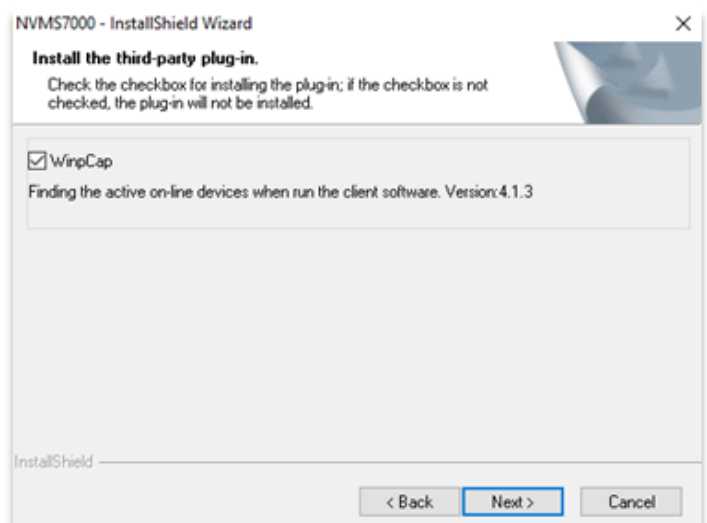 NVMS7000 - InstallShield Wizard
Install the third-party plug-in.
Check the checkbox for installing the plug-in; if the checkbox is not
checked, the plug-in will not be installed.
WinpCap
Finding the active on-line devices when run the client software. Version:4.1.3
InstallShield
< Back
Next >
Cancel